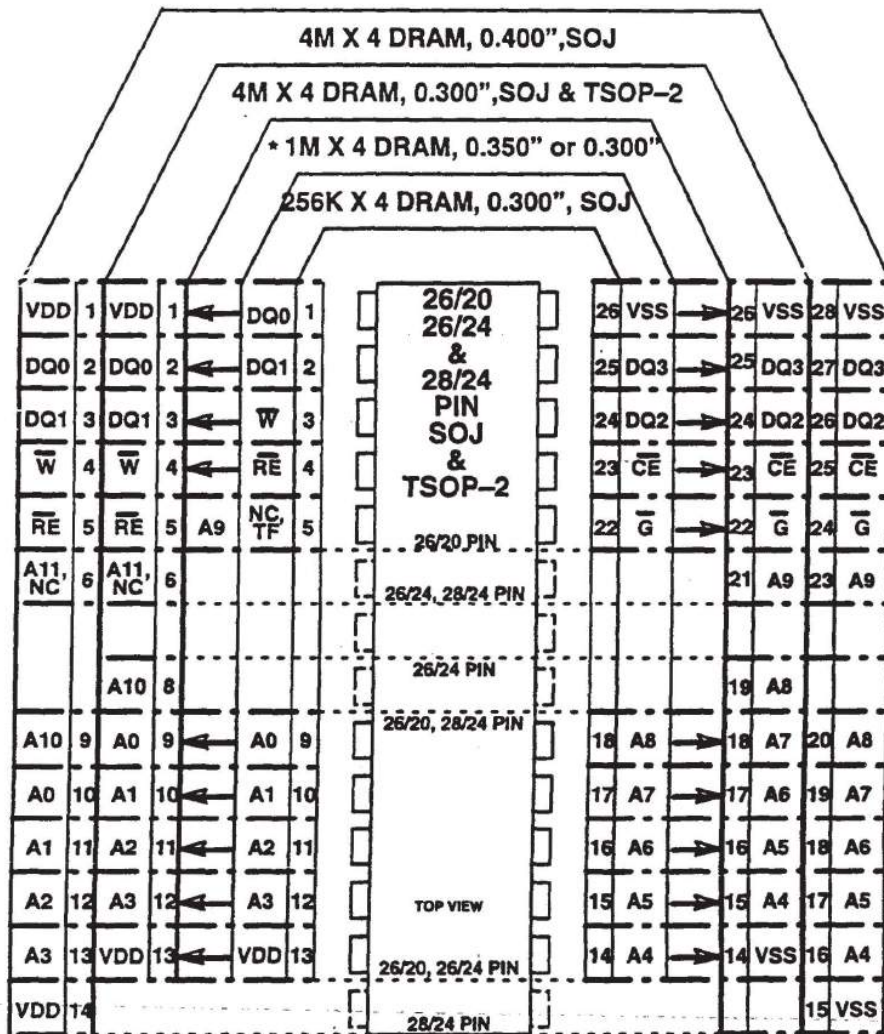 4M X 4 DRAM, 0.400",SOJ
4M X 4 DRAM, 0.300",SOJ & TSOP–2
* 1M X 4 DRAM, 0.350" or 0.300"
256K X 4 DRAM, 0.300", SOJ
26/20
26/24
&
28/24
PIN
SOJ
&
TSOP–2
VDD 1 VDD 1 DQ0 1 26 VSS 26 VSS 28 VSS
DQ0 2 DQ0 2 DQ1 2 25 DQ3 25 DQ3 27 DQ3
DQ1 3 DQ1 3 W̅ 3 24 DQ2 24 DQ2 26 DQ2
W̅ 4 W̅ 4 R̅E̅ 4 23 C̅E̅ 23 C̅E̅ 25 C̅E̅
R̅E̅ 5 R̅E̅ 5 A9 NC, TF 5 22 G̅ 22 G̅ 24 G̅
26/20 PIN
A11, NC 6 A11, NC 6 21 A9 23 A9
26/24, 28/24 PIN
26/24 PIN
A10 8 19 A8
26/20, 28/24 PIN
A10 9 A0 9 A0 9 18 A8 18 A7 20 A8
A0 10 A1 10 A1 10 17 A7 17 A6 19 A7
A1 11 A2 11 A2 11 16 A6 16 A5 18 A6
A2 12 A3 12 A3 12 15 A5 15 A4 17 A5
TOP VIEW
A3 13 VDD 13 VDD 13 14 A4 14 VSS 16 A4
26/20, 26/24 PIN
VDD 14 15 VSS
28/24 PIN